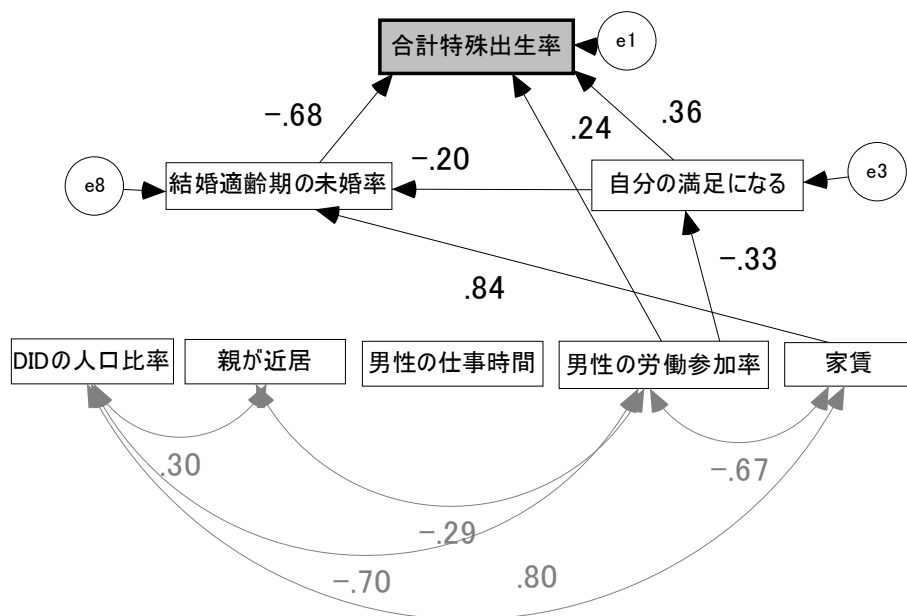 合計特殊出生率
e1
-.68
.24
.36
-.20
e8
結婚適齢期の未婚率
自分の満足になる
e3
-.33
.84
DIDの人口比率
親が近居
男性の仕事時間
男性の労働参加率
家賃
.30
-.67
-.29
-.70
.80